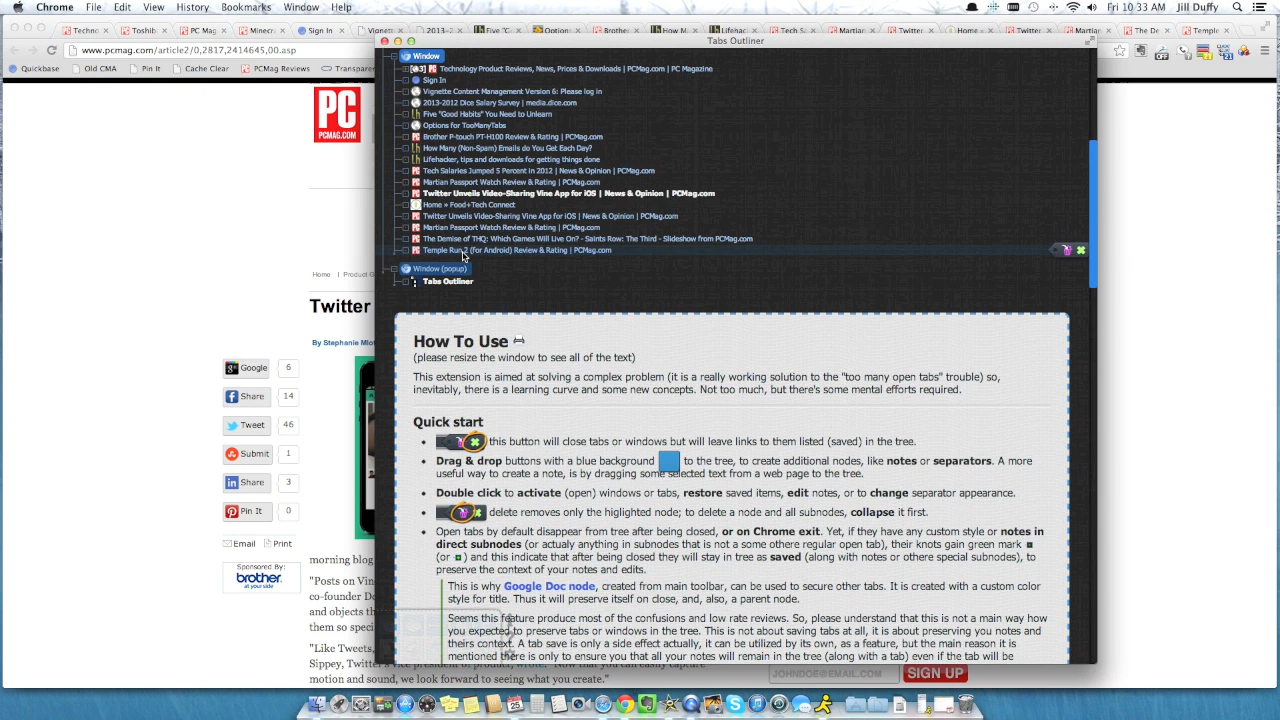 Chrome File Edit View History Bookmarks Window Help
Fri 10:33 AM Jill Duffy
Techno Toshib PC Mag Minec Sign In Vignet 2013-2
Tabs Outliner
www.pcmag.com/article2/0,2817,2414645,00.asp
Quickbase Old CMA Pin It Cache Clear PCMag Reviews
Window
Technology Product Reviews, News, Prices & Downloads | PCMag.com | PC Magazine
Sign In
Vignette Content Management Version 6: Please log in
2013-2012 Dice Salary Survey | media.dice.com
Five "Good Habits" You Need to Unlearn
Options for TooManyTabs
Brother P-touch PT-H100 Review & Rating | PCMag.com
How Many (Non-Spam) Emails do You Get Each Day?
Lifehacker, tips and downloads for getting things done
Tech Salaries Jumped 5 Percent in 2012 | News & Opinion | PCMag.com
Martian Passport Watch Review & Rating | PCMag.com
Twitter Unveils Video-Sharing Vine App for iOS | News & Opinion | PCMag.com
Home » Food+Tech Connect
Twitter Unveils Video-Sharing Vine App for iOS | News & Opinion | PCMag.com
Martian Passport Watch Review & Rating | PCMag.com
The Demise of THQ: Which Games Will Live On? - Saints Row: The Third - Slideshow from PCMag.com
Temple Run 2 (for Android) Review & Rating | PCMag.com
Window (popup)
Tabs Outliner
PC
PCMAG.COM
Home | Product
Twitter
By Stephanie
Google 6
Share 14
Tweet 46
Submit 1
Share 3
Pin It 0
Email Print
Sponsored By:
brother
at your side
How To Use
(please resize the window to see all of the text)
This extension is aimed at solving a complex problem (it is a really working solution to the "too many open tabs" trouble) so,
inevitably, there is a learning curve and some new concepts. Not too much, but there's some mental efforts required.
Quick start
this button will close tabs or windows but will leave links to them listed (saved) in the tree.
Drag & drop buttons with a blue background to the tree, to create additional nodes, like notes or separators. A more
useful way to create a note, is by dragging some selected text from a web page to the tree.
Double click to activate (open) windows or tabs, restore saved items, edit notes, or to change separator appearance.
delete removes only the higlighted node; to delete a node and all subnodes, collapse it first.
Open tabs by default disappear from tree after being closed, or on Chrome exit. Yet, if they have any custom style or notes in
direct subnodes (or actualy anything in subnodes that is not a some other regular open tab), their knots gain green mark
(or ) and this indicate that after being closed they will stay in tree as saved (along with notes or others special subnodes), to
preserve the context of your notes and edits.
This is why Google Doc node, created from main toolbar, can be used to secure other tabs. It is created with a custom color
style for title. Thus it will preserve itself on close, and, also, a parent node.
Seems this feature produce most of the confusions and low rate reviews. So, please understand that this is not a main way how
you expected to preserve tabs or windows in the tree. This is not about saving tabs at all, it is about preserving you notes and
theirs context. A tab save is only a side effect actually, it can be utilized by its own, as a feature, but the main reason it is
mentioned there is only to ensure you that all your notes will remain in the tree (along with a tab) even if the tab will be
morning blog
"Posts on Vin
co-founder De
and objects th
them so speci
"Like Tweets,
Sippey, Twitter's vice president of product, wrote. "Now that you can easily capture
motion and sound, we look forward to seeing what you create."
JOHNDOE@EMAIL.COM
SIGN UP